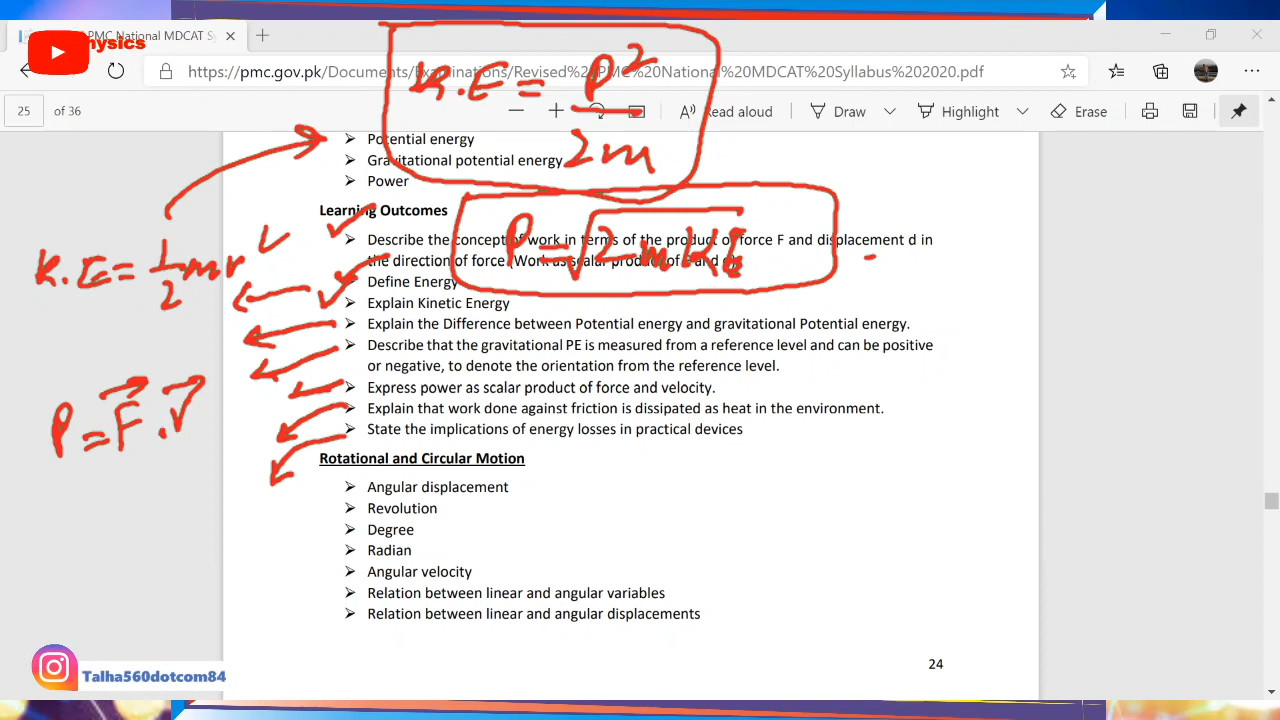 PMC National MDCAT Sy
hysics
https://pmc.gov.pk/Documents/Examinations/Revised%20PMC%20National%20MDCAT%20Syllabus%202020.pdf
25 of 36
Read aloud Draw Highlight Erase
K.E = P²/2m
Potential energy
Gravitational potential energy
Power
Learning Outcomes
P = √2mKE
Describe the concept of work in terms of the product of force F and displacement d in
the direction of force (Work as scalar product of F and d).
K.E = 1/2 mv²
Define Energy
Explain Kinetic Energy
Explain the Difference between Potential energy and gravitational Potential energy.
Describe that the gravitational PE is measured from a reference level and can be positive
or negative, to denote the orientation from the reference level.
Express power as scalar product of force and velocity.
P = F⃗ . V⃗
Explain that work done against friction is dissipated as heat in the environment.
State the implications of energy losses in practical devices
Rotational and Circular Motion
Angular displacement
Revolution
Degree
Radian
Angular velocity
Relation between linear and angular variables
Relation between linear and angular displacements
24
Talha560dotcom84